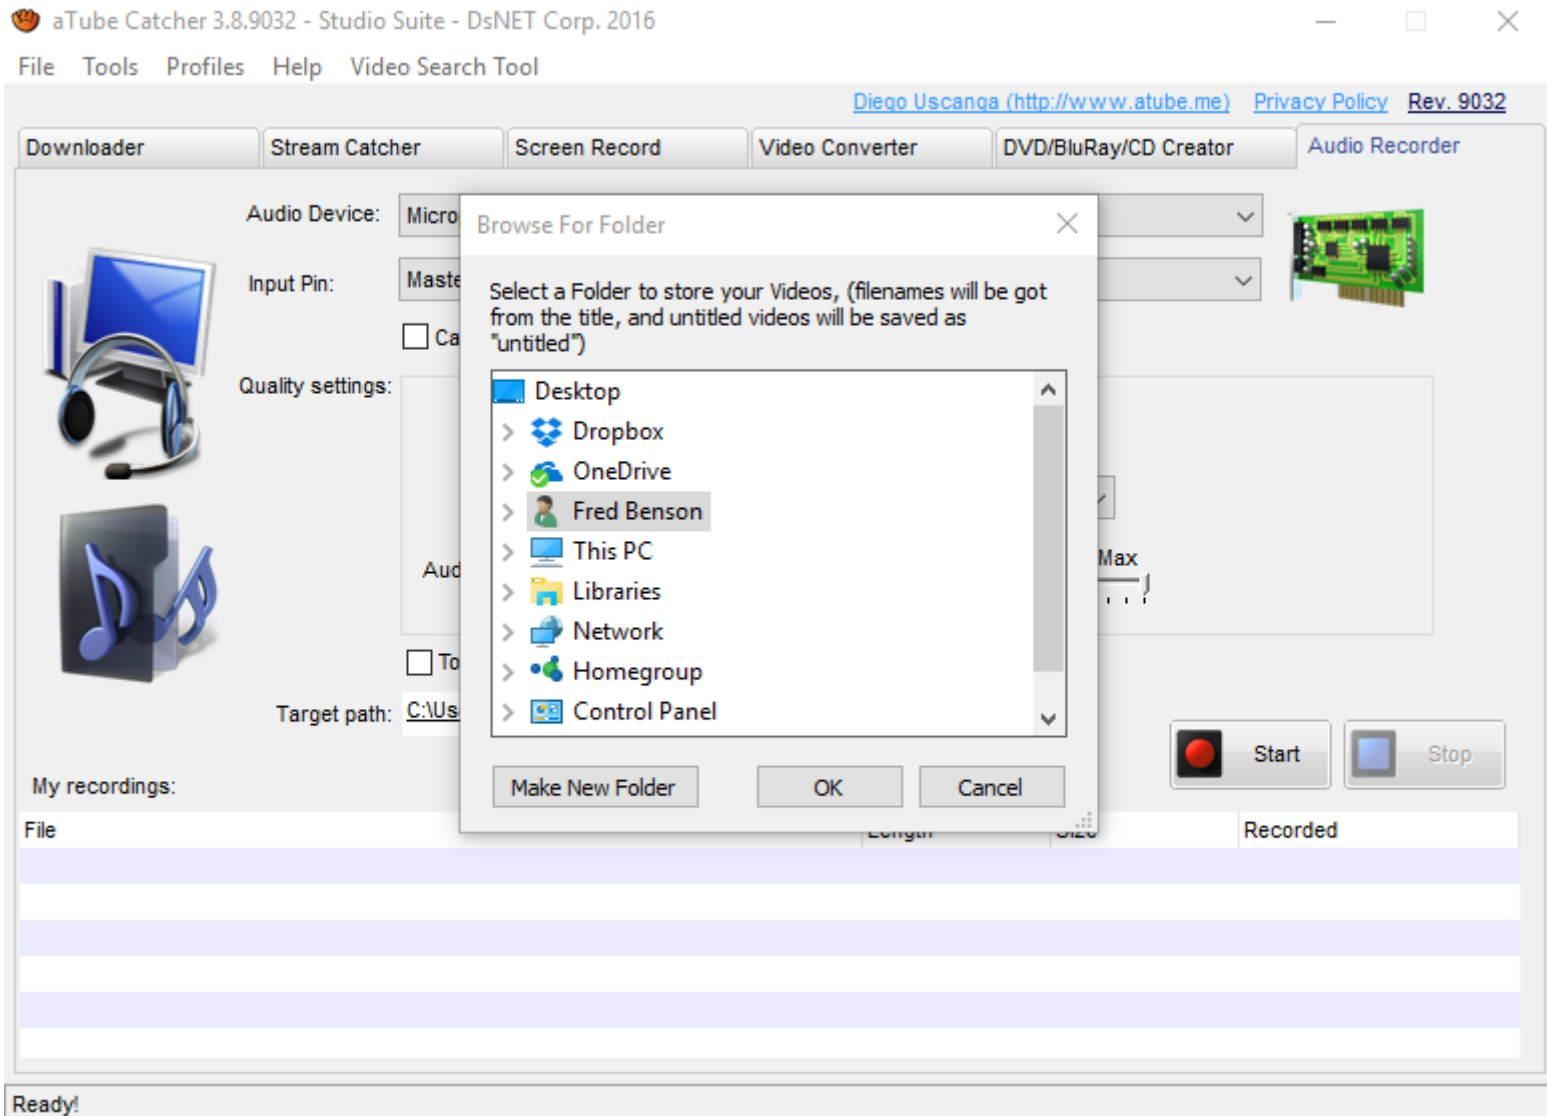 aTube Catcher 3.8.9032 - Studio Suite - DsNET Corp. 2016
File Tools Profiles Help Video Search Tool
Diego Uscanga (http://www.atube.me) Privacy Policy Rev. 9032
Downloader Stream Catcher Screen Record Video Converter DVD/BluRay/CD Creator Audio Recorder
Audio Device: Micro
Input Pin: Maste
Ca
Quality settings:
Aud
Max
To
Target path: C:\Us
Browse For Folder
Select a Folder to store your Videos, (filenames will be got
from the title, and untitled videos will be saved as
"untitled")
Desktop
Dropbox
OneDrive
Fred Benson
This PC
Libraries
Network
Homegroup
Control Panel
Make New Folder OK Cancel
Start Stop
My recordings:
File Length Size Recorded
Ready!